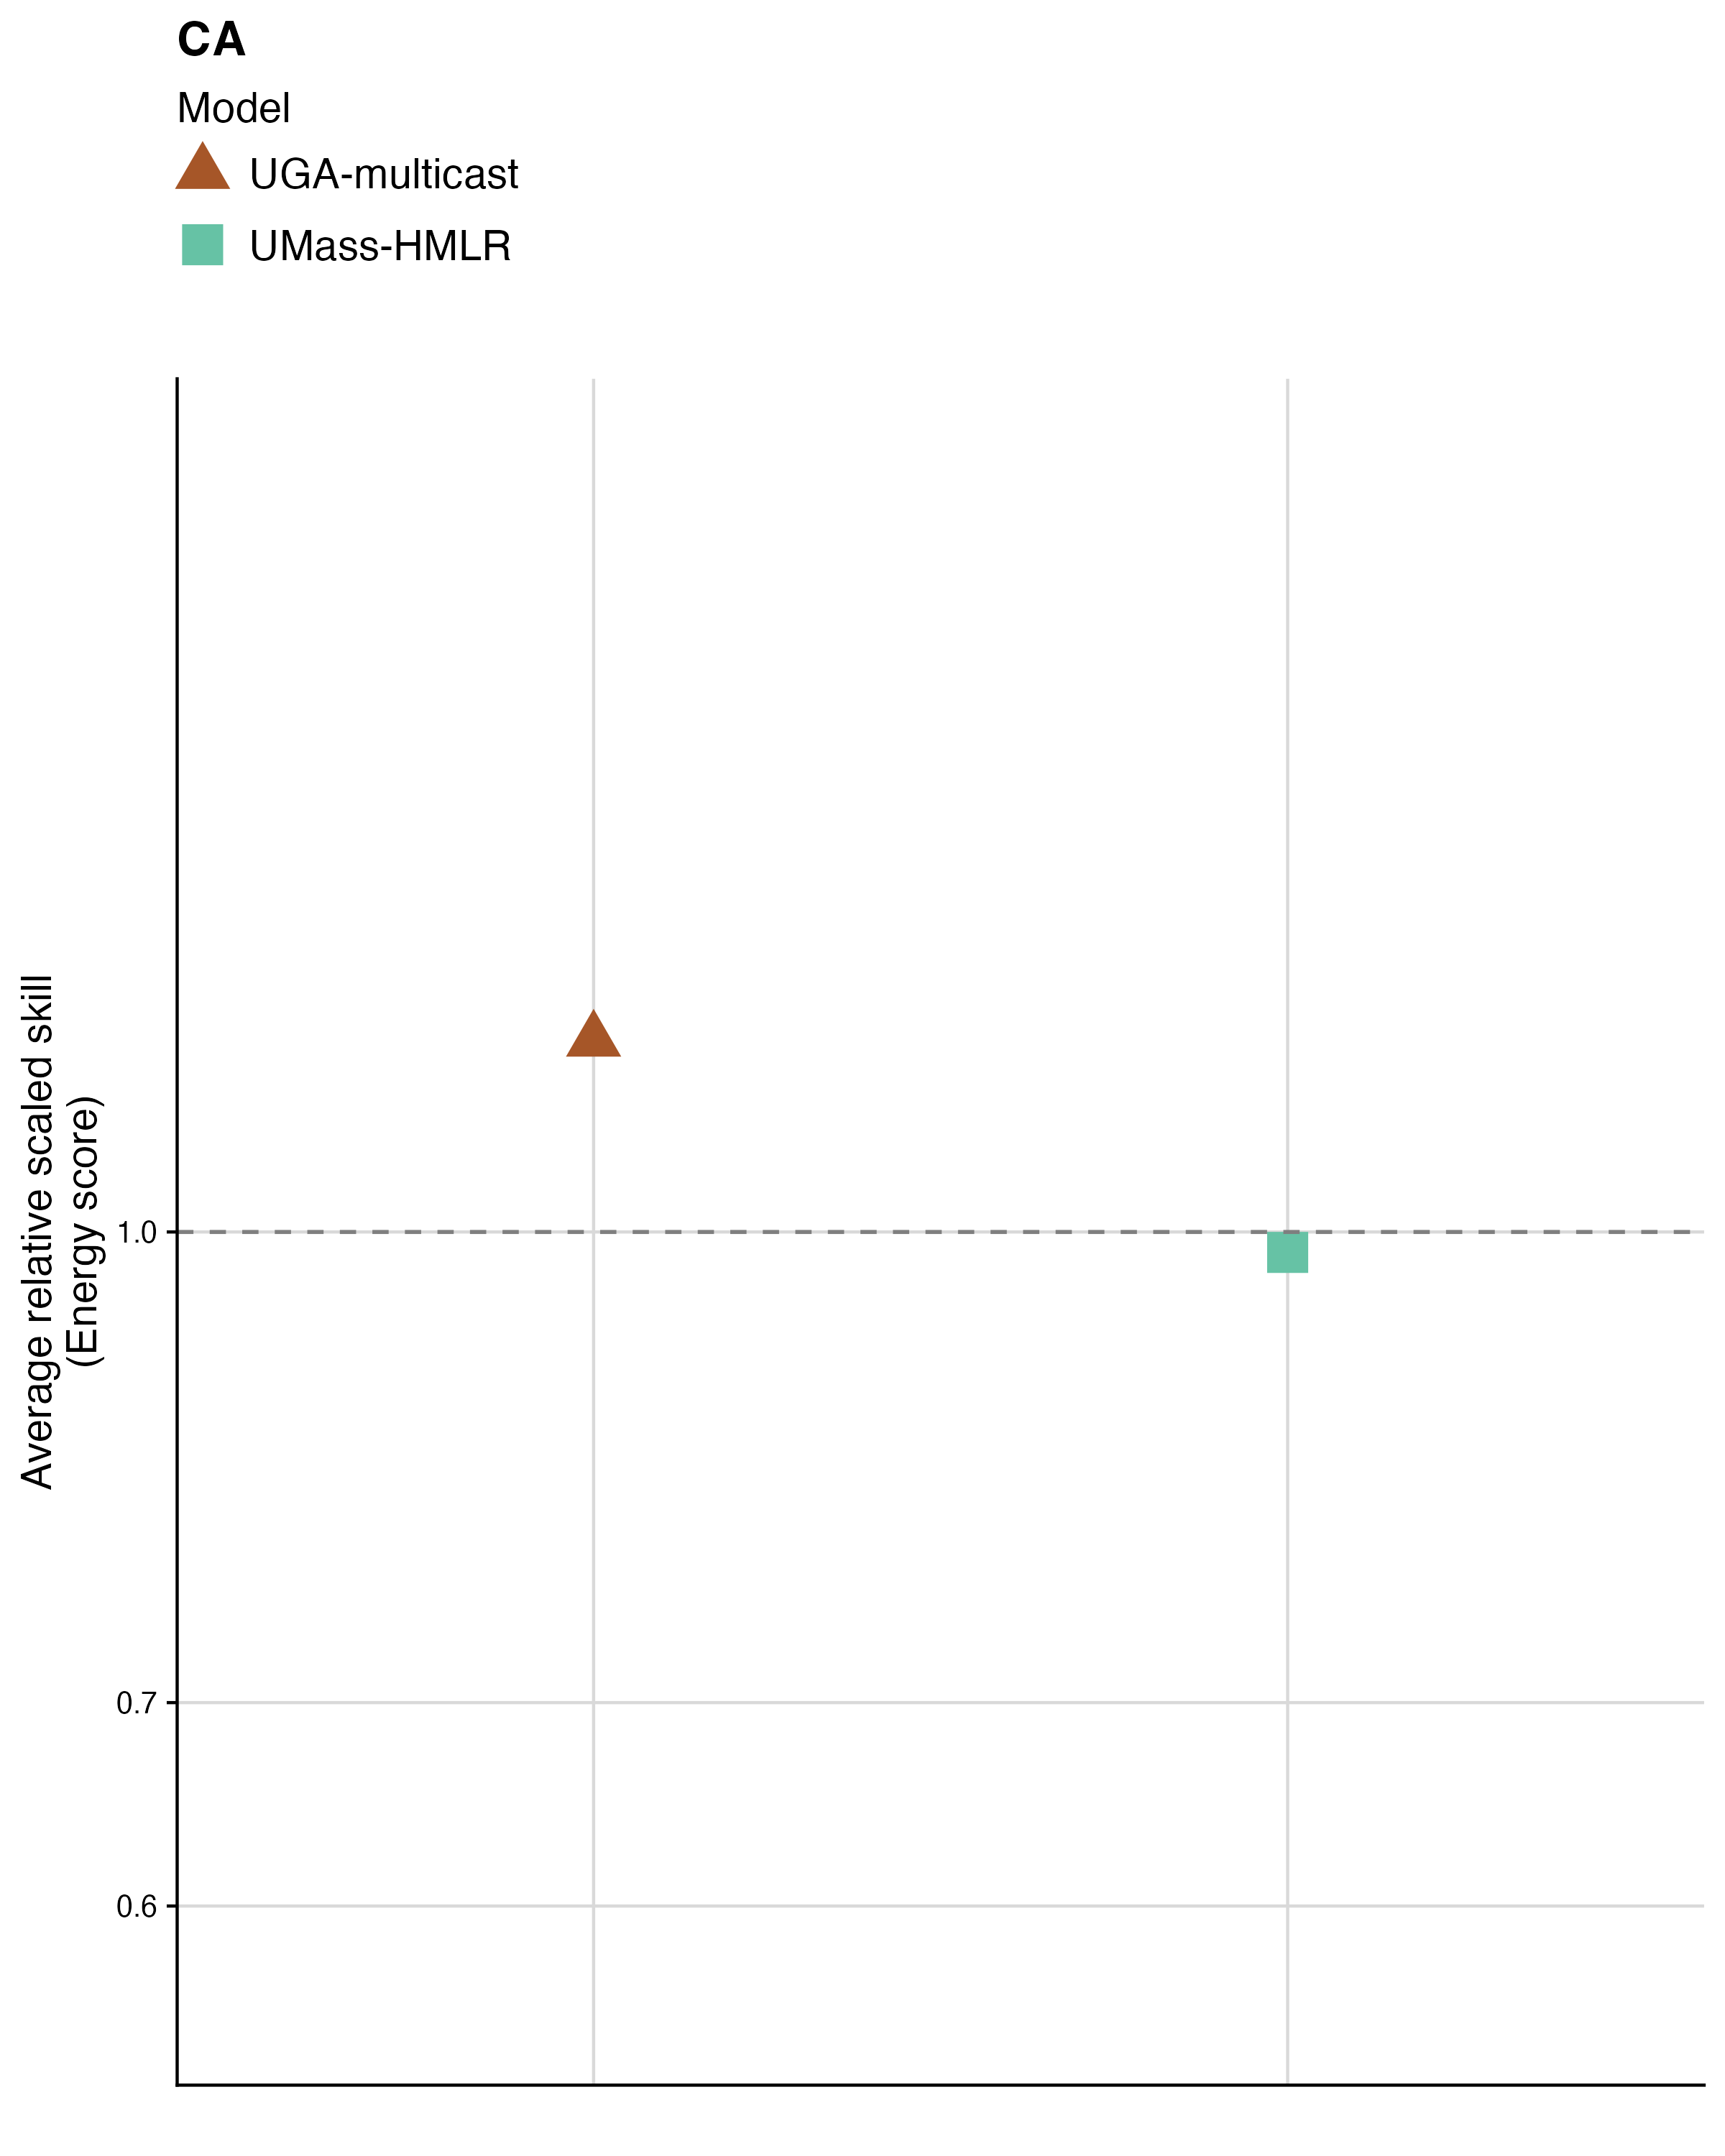 CA
Model
UGA-multicast
UMass-HMLR
Average relative scaled skill
(Energy score)
1.0
0.7
0.6